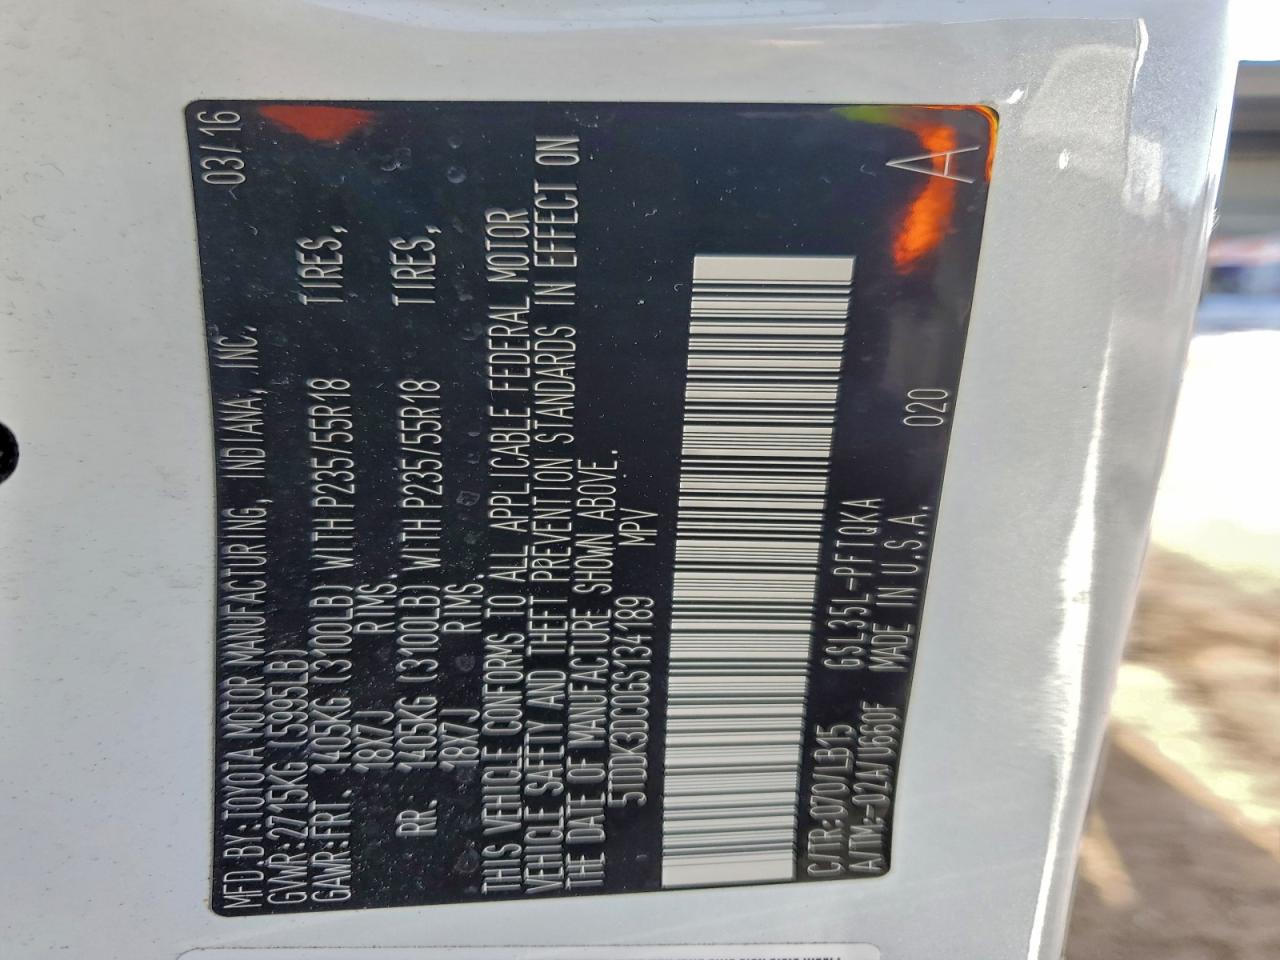 MFD.BY:TOYOTA MOTOR MANUFACTURING, INDIANA, INC. 03/16
GVWR:2715KG (5995LB)
GAWR:FRT. 1405KG (3100LB) WITH P235/55R18 TIRES,
18X7J RIMS.
RR. 1405KG (3100LB) WITH P235/55R18 TIRES,
18X7J RIMS.
THIS VEHICLE CONFORMS TO ALL APPLICABLE FEDERAL MOTOR
VEHICLE SAFETY AND THEFT PREVENTION STANDARDS IN EFFECT ON
THE DATE OF MANUFACTURE SHOWN ABOVE.
5TDDK3DC0GS134189 MPV
C/TR:070/LB15 GSL35L-PFTQKA
A/TM:-02A/U660F MADE IN U.S.A. 020
A